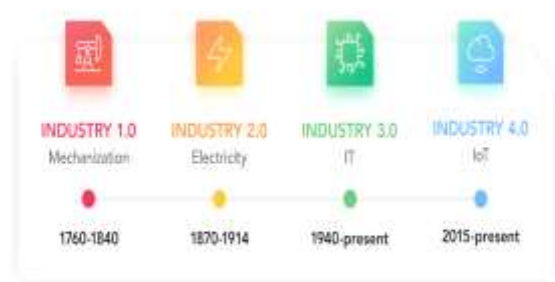 INDUSTRY 1.0
Mechanization
1760-1840
INDUSTRY 2.0
Electricity
1870-1914
INDUSTRY 3.0
IT
1940-present
INDUSTRY 4.0
IoT
2015-present